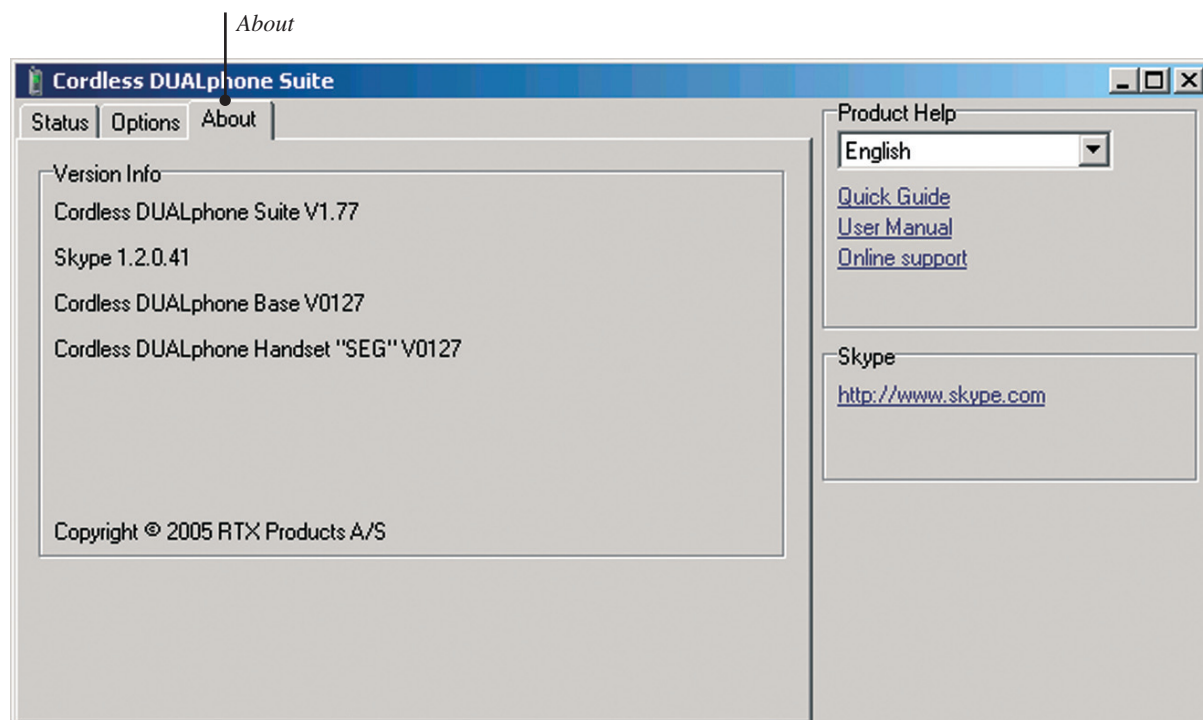 About
Cordless DUALphone Suite
Status Options About
Version Info
Cordless DUALphone Suite V1.77
Skype 1.2.0.41
Cordless DUALphone Base V0127
Cordless DUALphone Handset "SEG" V0127
Copyright © 2005 RTX Products A/S
Product Help
English
Quick Guide
User Manual
Online support
Skype
http://www.skype.com